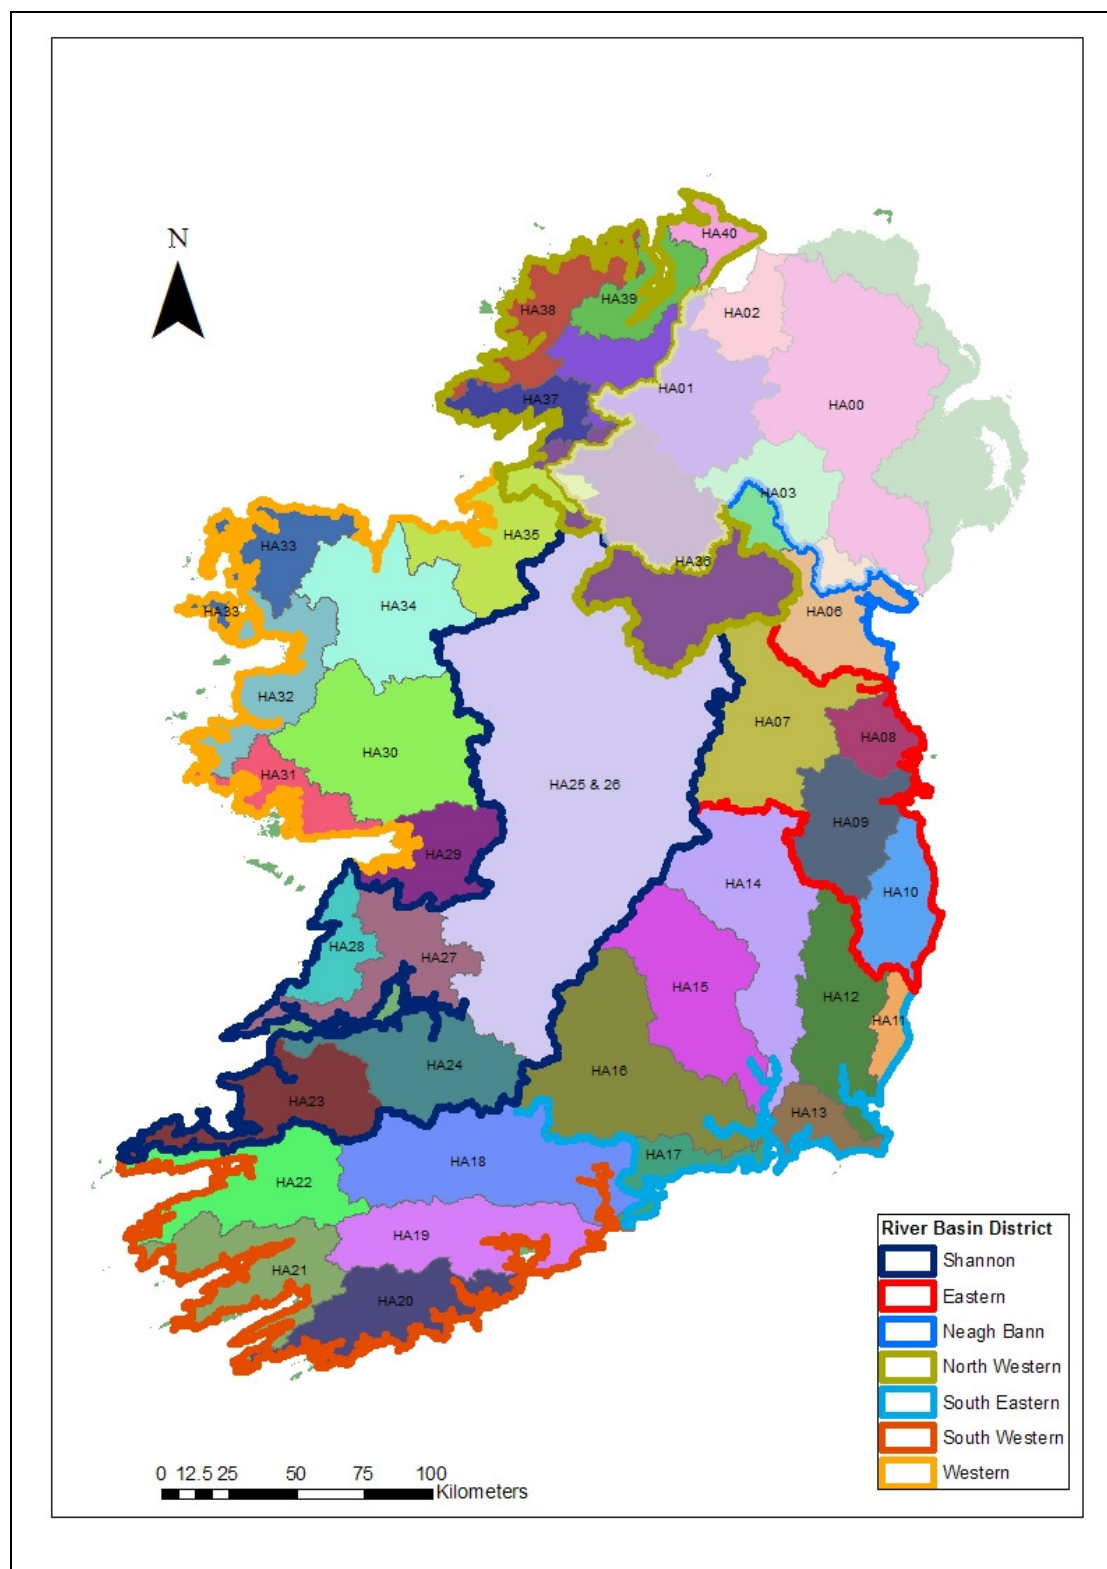 N
HA40
HA39
HA38
HA02
HA01
HA37
HA00
HA03
HA35
HA33
HA36
HA34
HA33
HA06
HA32
HA07
HA08
HA30
HA31
HA25 & 26
HA09
HA29
HA14
HA10
HA28
HA27
HA15
HA12
HA11
HA24
HA16
HA23
HA13
HA17
HA18
HA22
HA19
HA21
HA20
River Basin District
Shannon
Eastern
Neagh Bann
North Western
South Eastern
South Western
Western
0 12.5 25 50 75 100
Kilometers